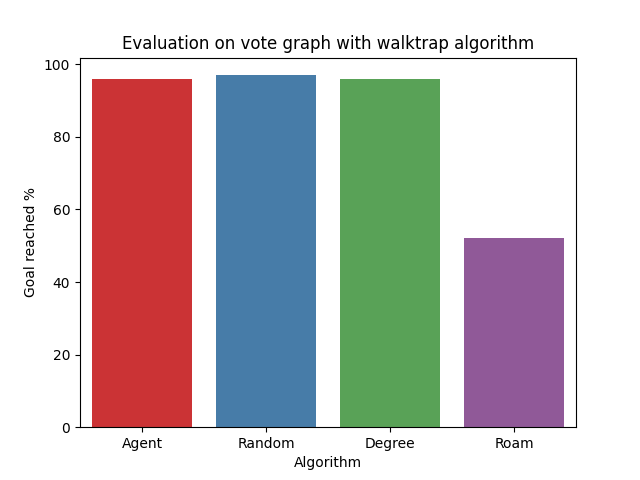 Evaluation on vote graph with walktrap algorithm
100
80
60
40
20
0
Goal reached %
Agent Random Degree Roam
Algorithm